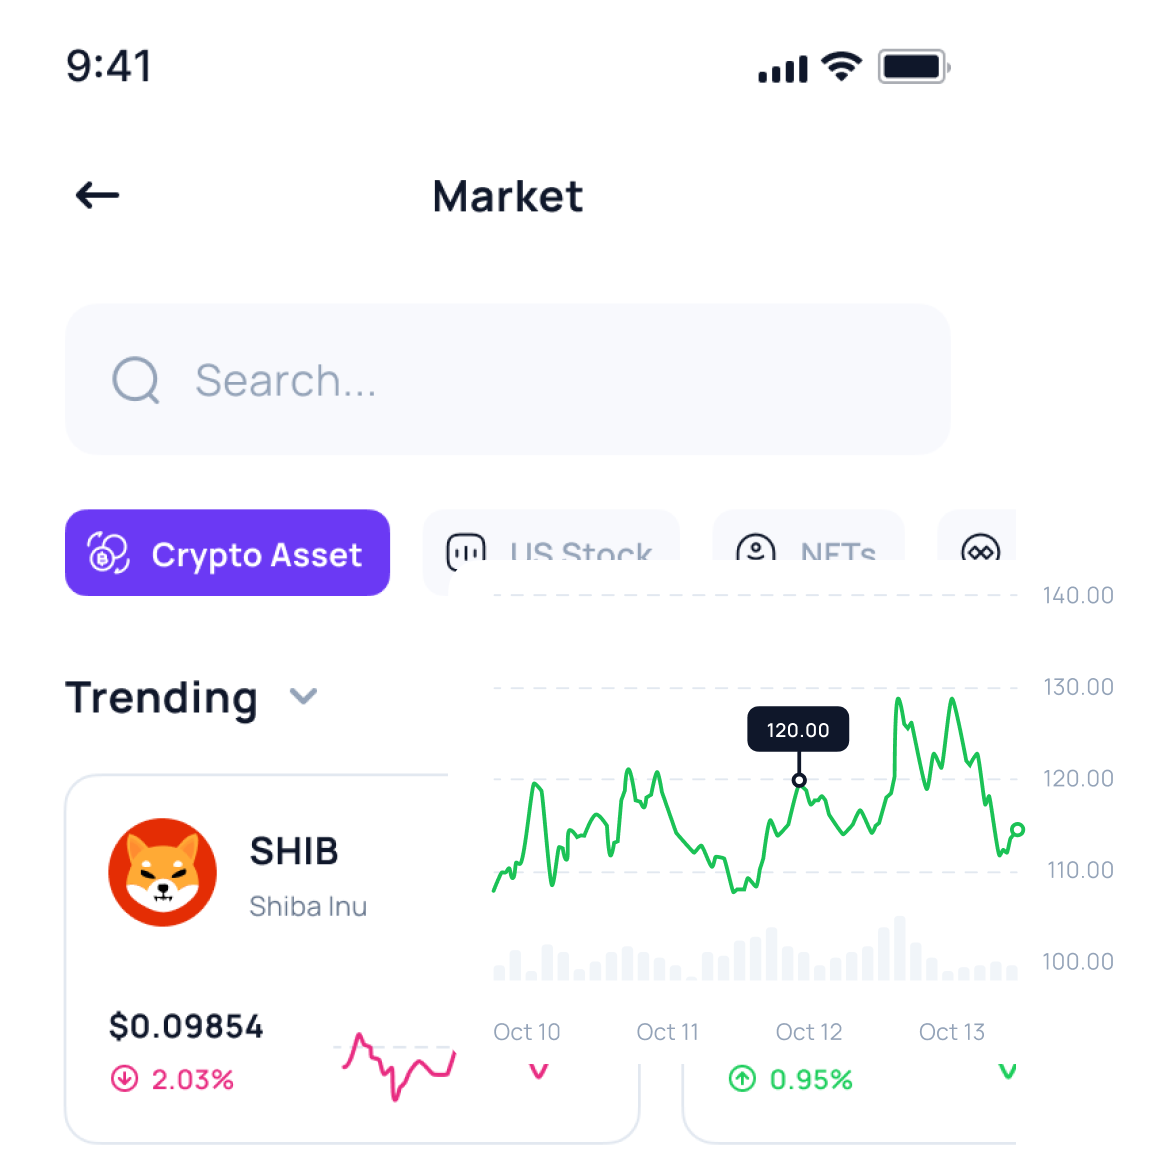 9:41
Market
Search...
Crypto Asset
US Stock
NFTs
140.00
130.00
120.00
120.00
110.00
100.00
Oct 10
Oct 11
Oct 12
Oct 13
Trending
SHIB
Shiba Inu
$0.09854
2.03%
0.95%